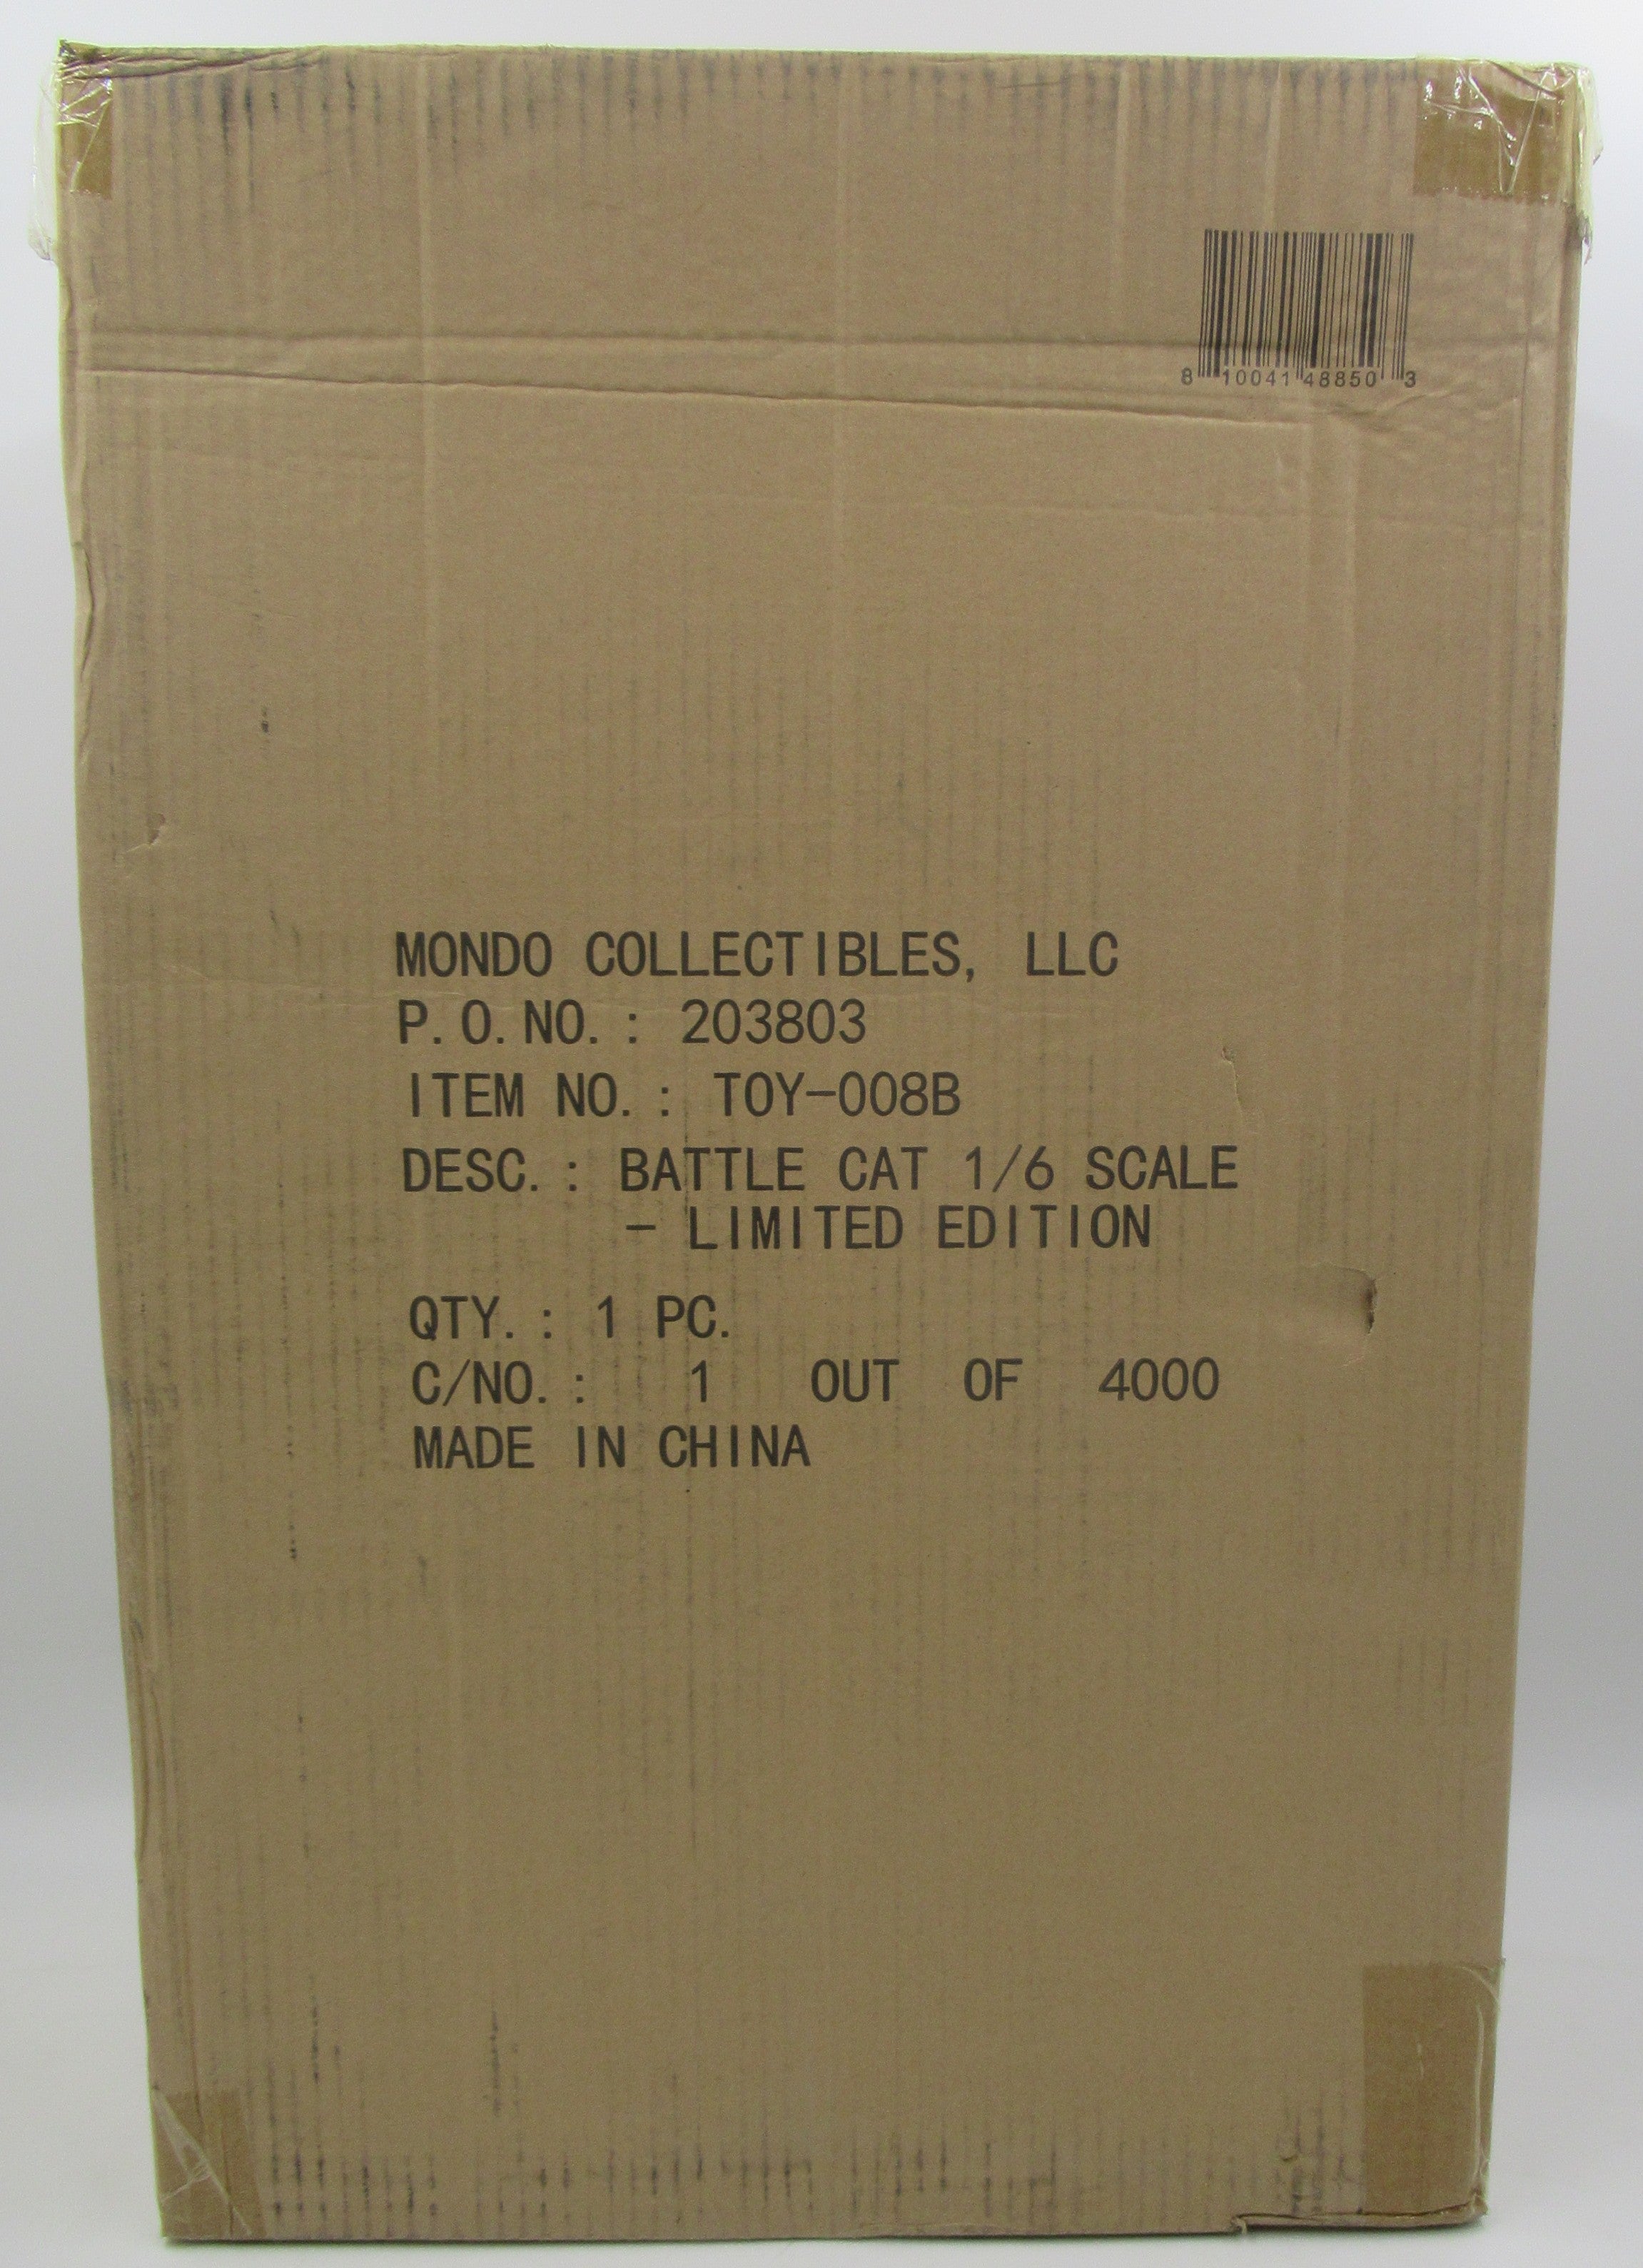 8 10041 48850 3
MONDO COLLECTIBLES, LLC
P.O.NO.: 203803
ITEM NO.: TOY-008B
DESC.: BATTLE CAT 1/6 SCALE
- LIMITED EDITION
QTY.: 1 PC.
C/NO.: 1 OUT OF 4000
MADE IN CHINA